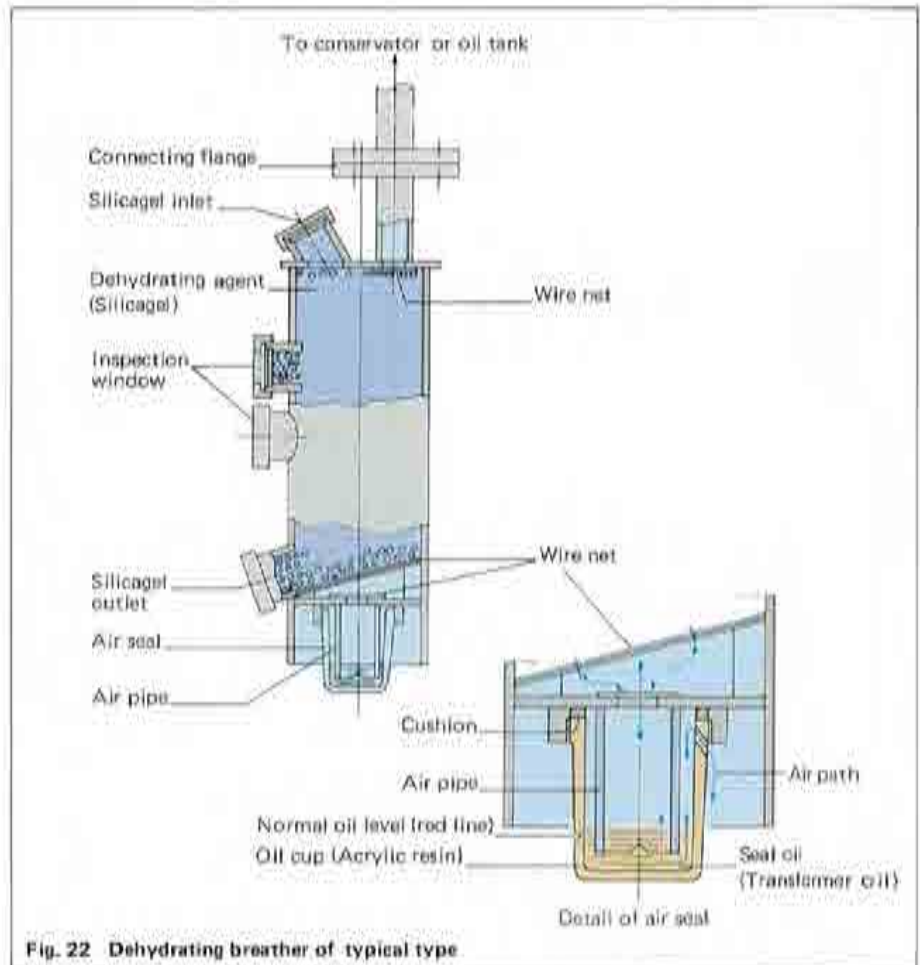 To conservator or oil tank
Connecting flange
Silicagel inlet
Dehydrating agent
(Silicagel)
Wire net
Inspection
window
Wire net
Silicagel
outlet
Air seal
Air pipe
Cushion
Air pipe
Air path
Normal oil level (red line)
Oil cup (Acrylic resin)
Seal oil
(Transformer oil)
Detail of air seal
Fig. 22 Dehydrating breather of typical type